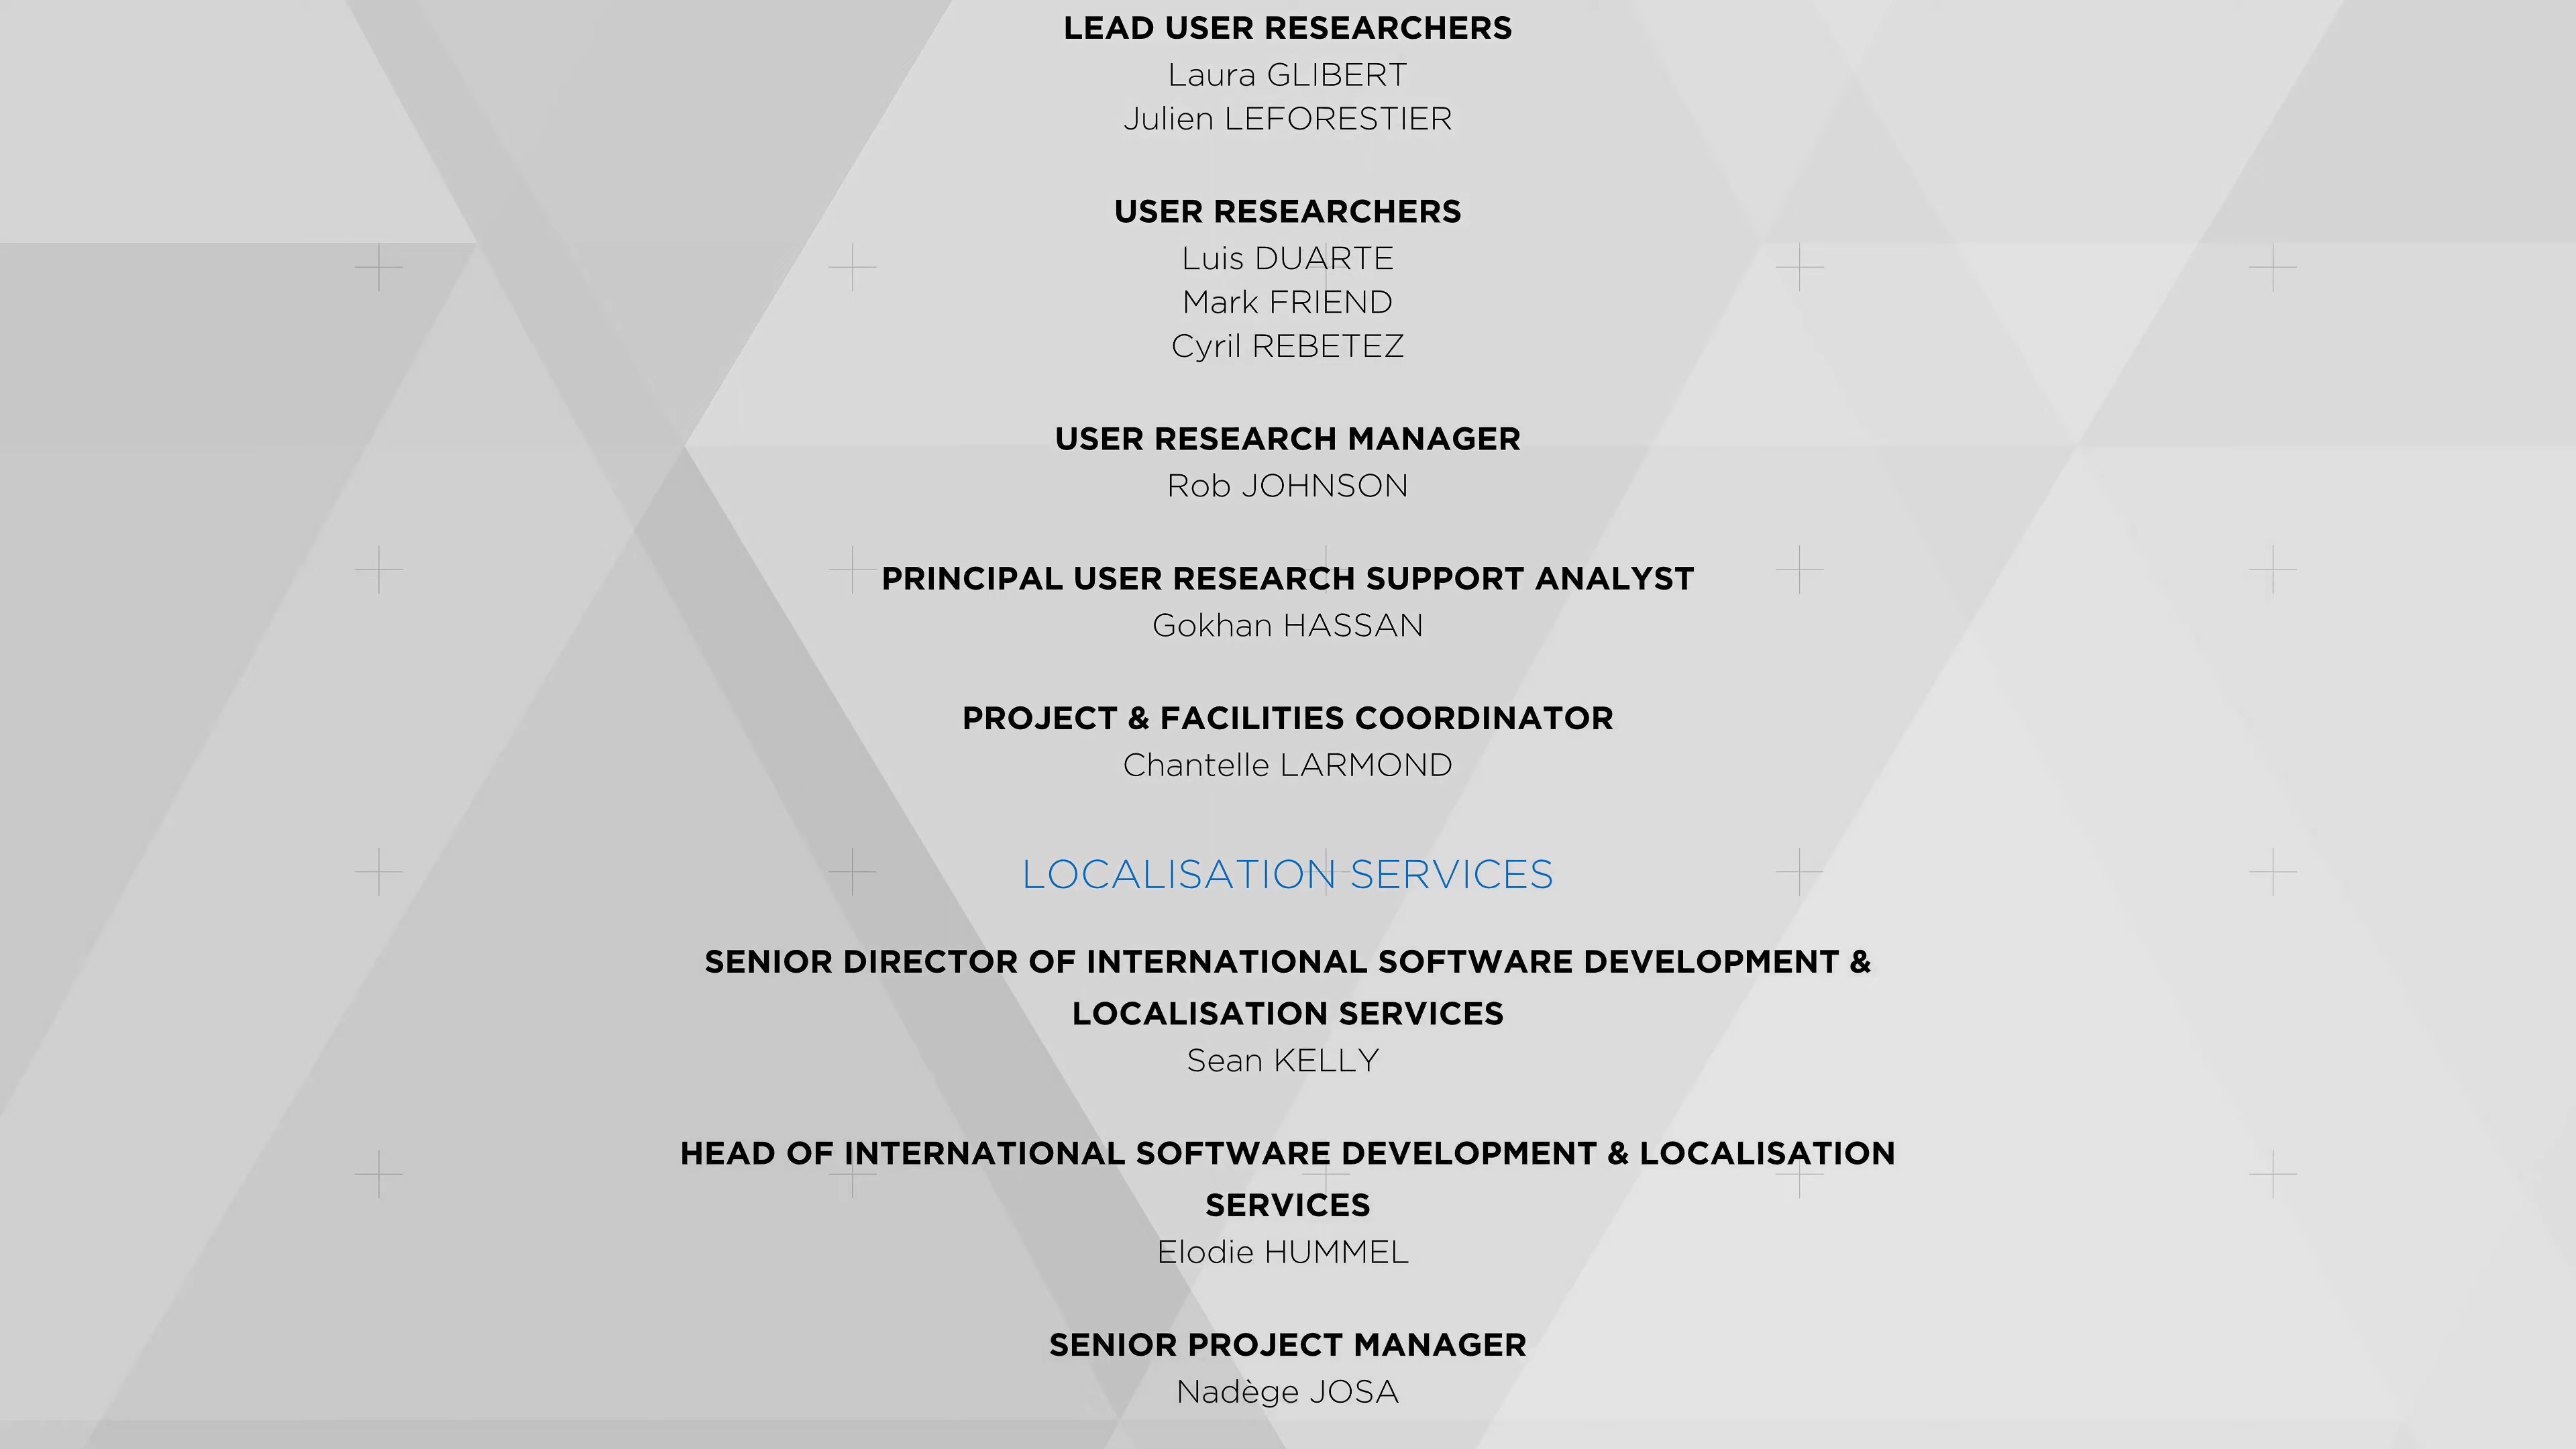 LEAD USER RESEARCHERS
Laura GLIBERT
Julien LEFORESTIER
USER RESEARCHERS
Luis DUARTE
Mark FRIEND
Cyril REBETEZ
USER RESEARCH MANAGER
Rob JOHNSON
PRINCIPAL USER RESEARCH SUPPORT ANALYST
Gokhan HASSAN
PROJECT & FACILITIES COORDINATOR
Chantelle LARMOND
LOCALISATION SERVICES
SENIOR DIRECTOR OF INTERNATIONAL SOFTWARE DEVELOPMENT &
LOCALISATION SERVICES
Sean KELLY
HEAD OF INTERNATIONAL SOFTWARE DEVELOPMENT & LOCALISATION
SERVICES
Elodie HUMMEL
SENIOR PROJECT MANAGER
Nadège JOSA